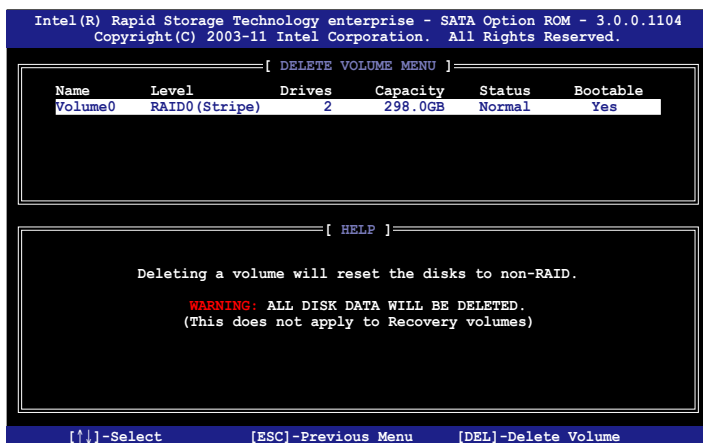 Intel(R) Rapid Storage Technology enterprise - SATA Option ROM - 3.0.0.1104
Copyright(C) 2003-11 Intel Corporation. All Rights Reserved.
[ DELETE VOLUME MENU ]
Name Level Drives Capacity Status Bootable
Volume0 RAID0(Stripe) 2 298.0GB Normal Yes
[ HELP ]
Deleting a volume will reset the disks to non-RAID.
WARNING: ALL DISK DATA WILL BE DELETED.
(This does not apply to Recovery volumes)
[↑↓]-Select [ESC]-Previous Menu [DEL]-Delete Volume